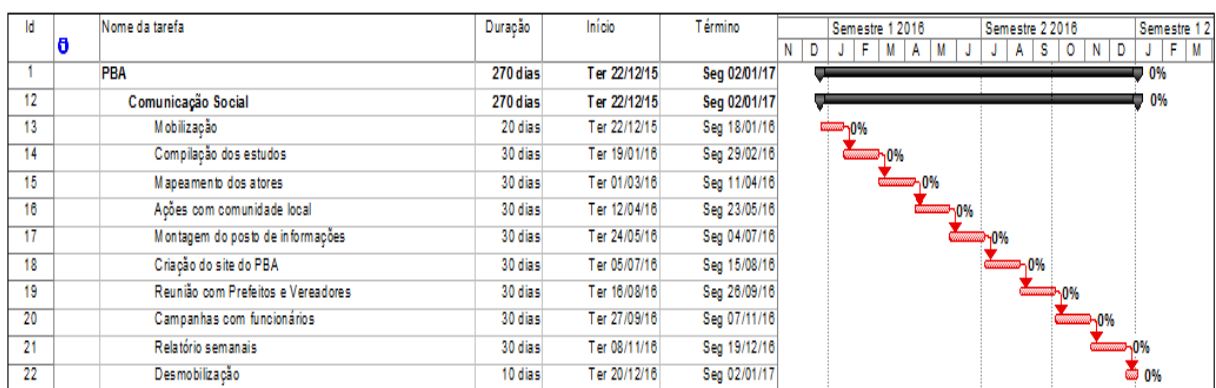 Id Nome da tarefa Duração Início Término Semestre 1 2016 Semestre 2 2016 Semestre 1 2
N D J F M A M J J A S O N D J F M
1 PBA 270 dias Ter 22/12/15 Seg 02/01/17 0%
12 Comunicação Social 270 dias Ter 22/12/15 Seg 02/01/17 0%
13 Mobilização 20 dias Ter 22/12/15 Seg 18/01/16 0%
14 Compilação dos estudos 30 dias Ter 19/01/16 Seg 29/02/16 0%
15 Mapeamento dos atores 30 dias Ter 01/03/16 Seg 11/04/16 0%
16 Ações com comunidade local 30 dias Ter 12/04/16 Seg 23/05/16 0%
17 Montagem do posto de informações 30 dias Ter 24/05/16 Seg 04/07/16 0%
18 Criação do site do PBA 30 dias Ter 05/07/16 Seg 15/08/16 0%
19 Reunião com Prefeitos e Vereadores 30 dias Ter 16/08/16 Seg 26/09/16 0%
20 Campanhas com funcionários 30 dias Ter 27/09/16 Seg 07/11/16 0%
21 Relatório semanais 30 dias Ter 08/11/16 Seg 19/12/16 0%
22 Desmobilização 10 dias Ter 20/12/16 Seg 02/01/17 0%